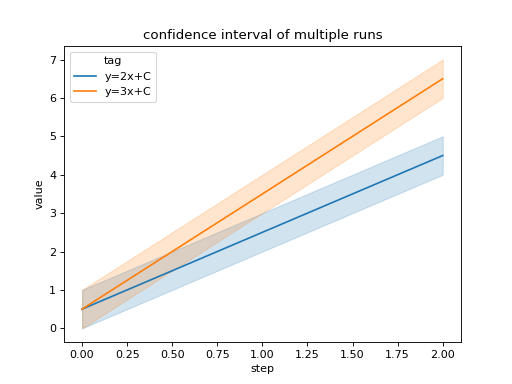 confidence interval of multiple runs
tag
y=2x+C
y=3x+C
7
6
5
4
3
2
1
0
value
0.00 0.25 0.50 0.75 1.00 1.25 1.50 1.75 2.00
step